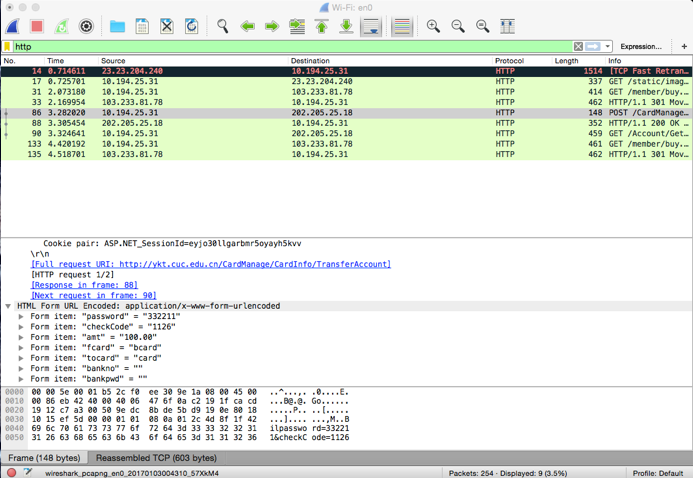 Wi-Fi: en0
http
Expression...
+
No. Time Source Destination Protocol Length Info
14 0.714611 23.23.204.240 10.194.25.31 HTTP 1514 [TCP Fast Retran…
17 0.725701 10.194.25.31 23.23.204.240 HTTP 337 GET /static/imag…
31 2.073180 10.194.25.31 103.233.81.78 HTTP 414 GET /member/buy.…
33 2.169954 103.233.81.78 10.194.25.31 HTTP 462 HTTP/1.1 301 Mov…
86 3.282020 10.194.25.31 202.205.25.18 HTTP 148 POST /CardManage…
88 3.305454 202.205.25.18 10.194.25.31 HTTP 352 HTTP/1.1 200 OK …
90 3.324641 10.194.25.31 202.205.25.18 HTTP 459 GET /Account/Get…
133 4.420192 10.194.25.31 103.233.81.78 HTTP 461 GET /member/buy.…
135 4.518701 103.233.81.78 10.194.25.31 HTTP 462 HTTP/1.1 301 Mov…
Cookie pair: ASP.NET_SessionId=eyjo30llgarbmr5oyayh5kvv
\r\n
[Full request URI: http://ykt.cuc.edu.cn/CardManage/CardInfo/TransferAccount]
[HTTP request 1/2]
[Response in frame: 88]
[Next request in frame: 90]
HTML Form URL Encoded: application/x-www-form-urlencoded
Form item: "password" = "332211"
Form item: "checkCode" = "1126"
Form item: "amt" = "100.00"
Form item: "fcard" = "bcard"
Form item: "tocard" = "card"
Form item: "bankno" = ""
Form item: "bankpwd" = ""
0000 00 00 5e 00 01 b5 2c f0 ee 30 9e 1a 08 00 45 00 ..^...,. .0....E.
0010 00 86 eb 42 40 00 40 06 47 6f 0a c2 19 1f ca cd ...B@.@. Go......
0020 19 12 c7 a3 00 50 9e dc 8b de 5b d9 19 0e 80 18 .....P.. ..[.....
0030 10 15 ef 5d 00 00 01 01 08 0a 01 2c 4d 8f 1f 42 ...].... ...,M..B
0040 69 6c 70 61 73 73 77 6f 72 64 3d 33 33 32 32 31 ilpasswo rd=33221
0050 31 26 63 68 65 63 6b 43 6f 64 65 3d 31 31 32 36 1&checkC ode=1126
Frame (148 bytes) Reassembled TCP (603 bytes)
wireshark_pcapng_en0_20170103004310_57XkM4 Packets: 254 · Displayed: 9 (3.5%) Profile: Default